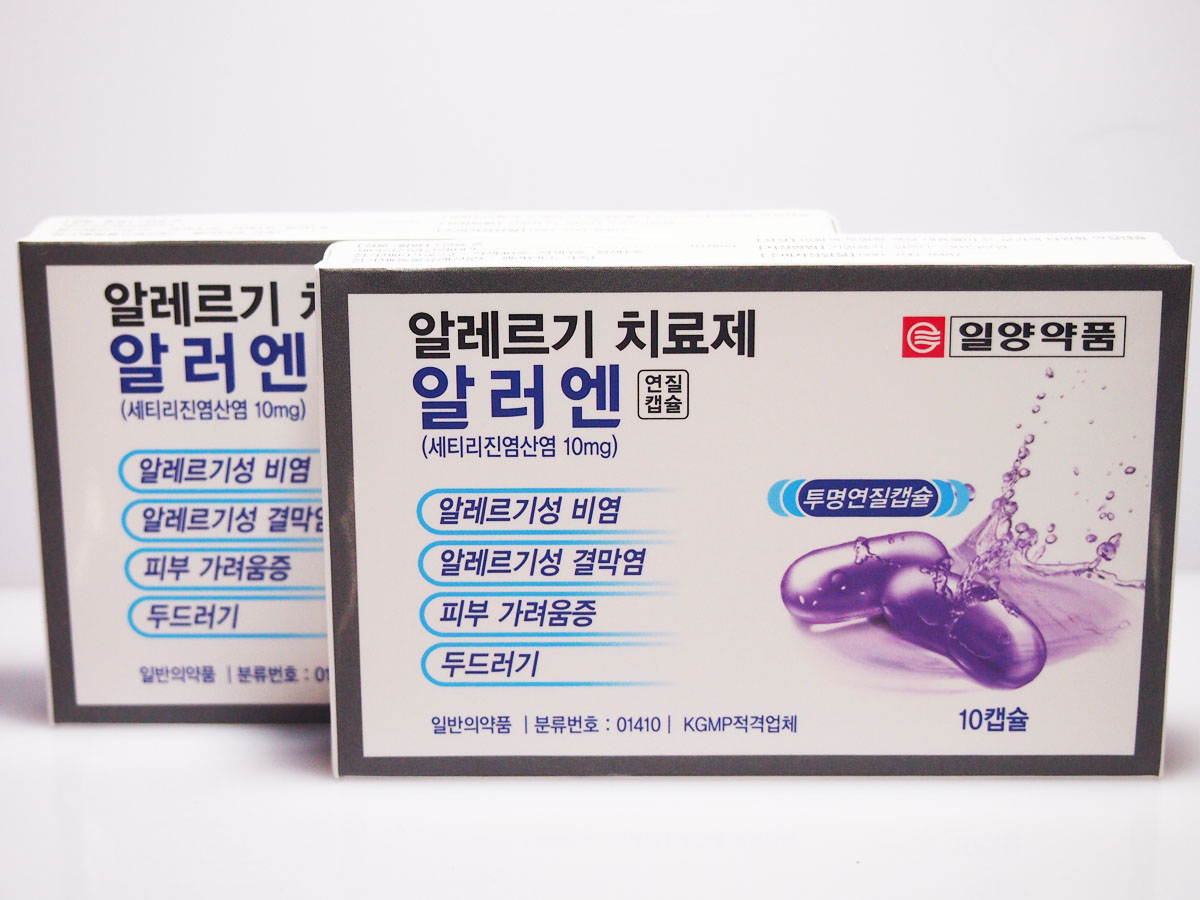 알레르기
알러엔
(세티리진염산염 10mg)
알레르기성 비염
알레르기성 결막염
피부 가려움증
두드러기
일반의약품 | 분류번호 : 01
알레르기 치료제
알러엔 연질
캡슐
(세티리진염산염 10mg)
일양약품
알레르기성 비염
알레르기성 결막염
피부 가려움증
두드러기
투명연질캡슐
일반의약품 | 분류번호 : 01410 | KGMP적격업체
10캡슐